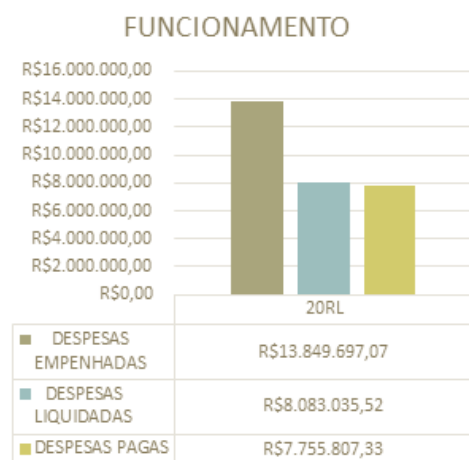 FUNCIONAMENTO
R$16.000.000,00
R$14.000.000,00
R$12.000.000,00
R$10.000.000,00
R$8.000.000,00
R$6.000.000,00
R$4.000.000,00
R$2.000.000,00
R$0,00
20RL
DESPESAS
EMPENHADAS
R$13.849.697,07
DESPESAS
LIQUIDADAS
R$8.083.035,52
DESPESAS PAGAS
R$7.755.807,33